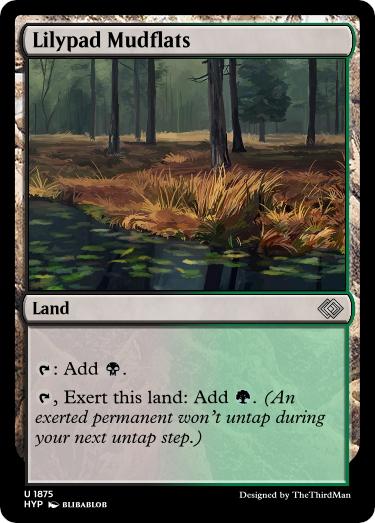 Lilypad Mudflats
Land
: Add .
, Exert this land: Add . (An
exerted permanent won't untap during
your next untap step.)
U 1875
HYP BLIBABLOB
Designed by TheThirdMan